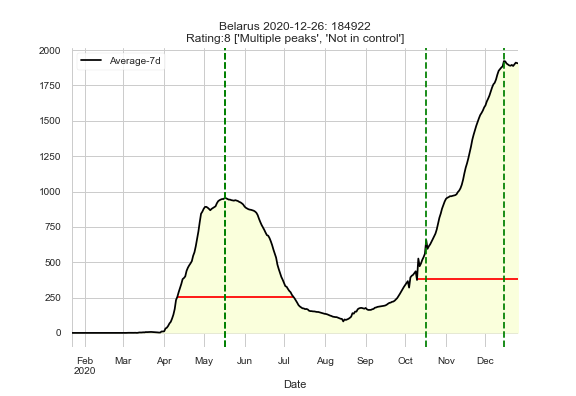 Belarus 2020-12-26: 184922
Rating:8 ['Multiple peaks', 'Not in control']
Average-7d
2000
1750
1500
1250
1000
750
500
250
0
Feb Mar Apr May Jun Jul Aug Sep Oct Nov Dec
2020
Date